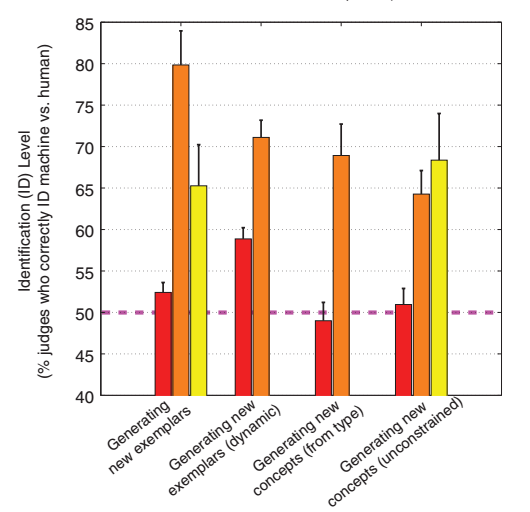 Identification (ID) Level
(% judges who correctly ID machine vs. human)
85
80
75
70
65
60
55
50
45
40
Generating
new exemplars
Generating new
exemplars (dynamic)
Generating new
concepts (from type)
Generating new
concepts (unconstrained)